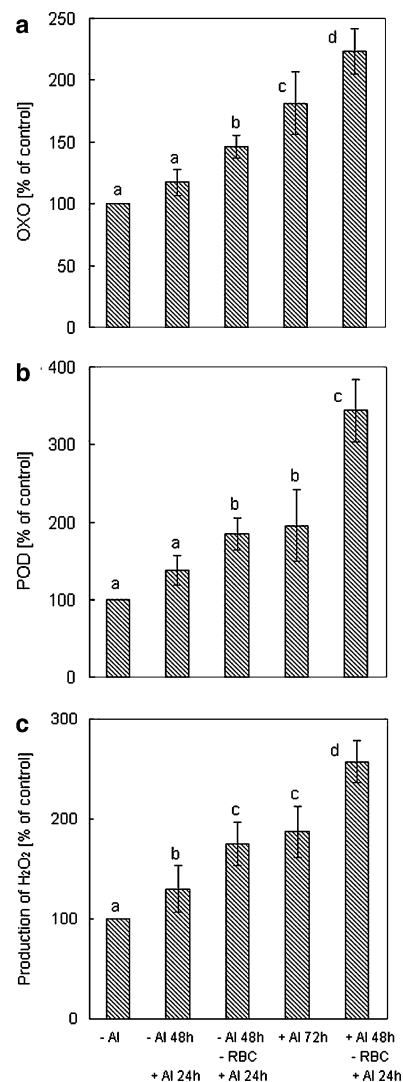 a
OXO [% of control]
250
200
150
100
50
0
a
a
b
c
d
b
POD [% of control]
400
300
200
100
0
a
a
b
b
c
c
Production of H₂O₂ [% of control]
300
200
100
0
a
b
c
c
d
- Al
- Al 48h
+ Al 24h
- Al 48h
- RBC
+ Al 24h
+ Al 72h
+ Al 48h
- RBC
+ Al 24h